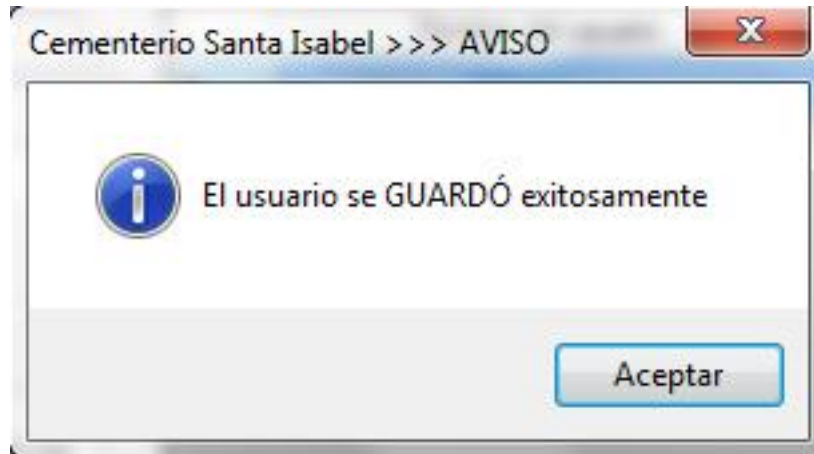 Cementerio Santa Isabel >>> AVISO
El usuario se GUARDÓ exitosamente
Aceptar